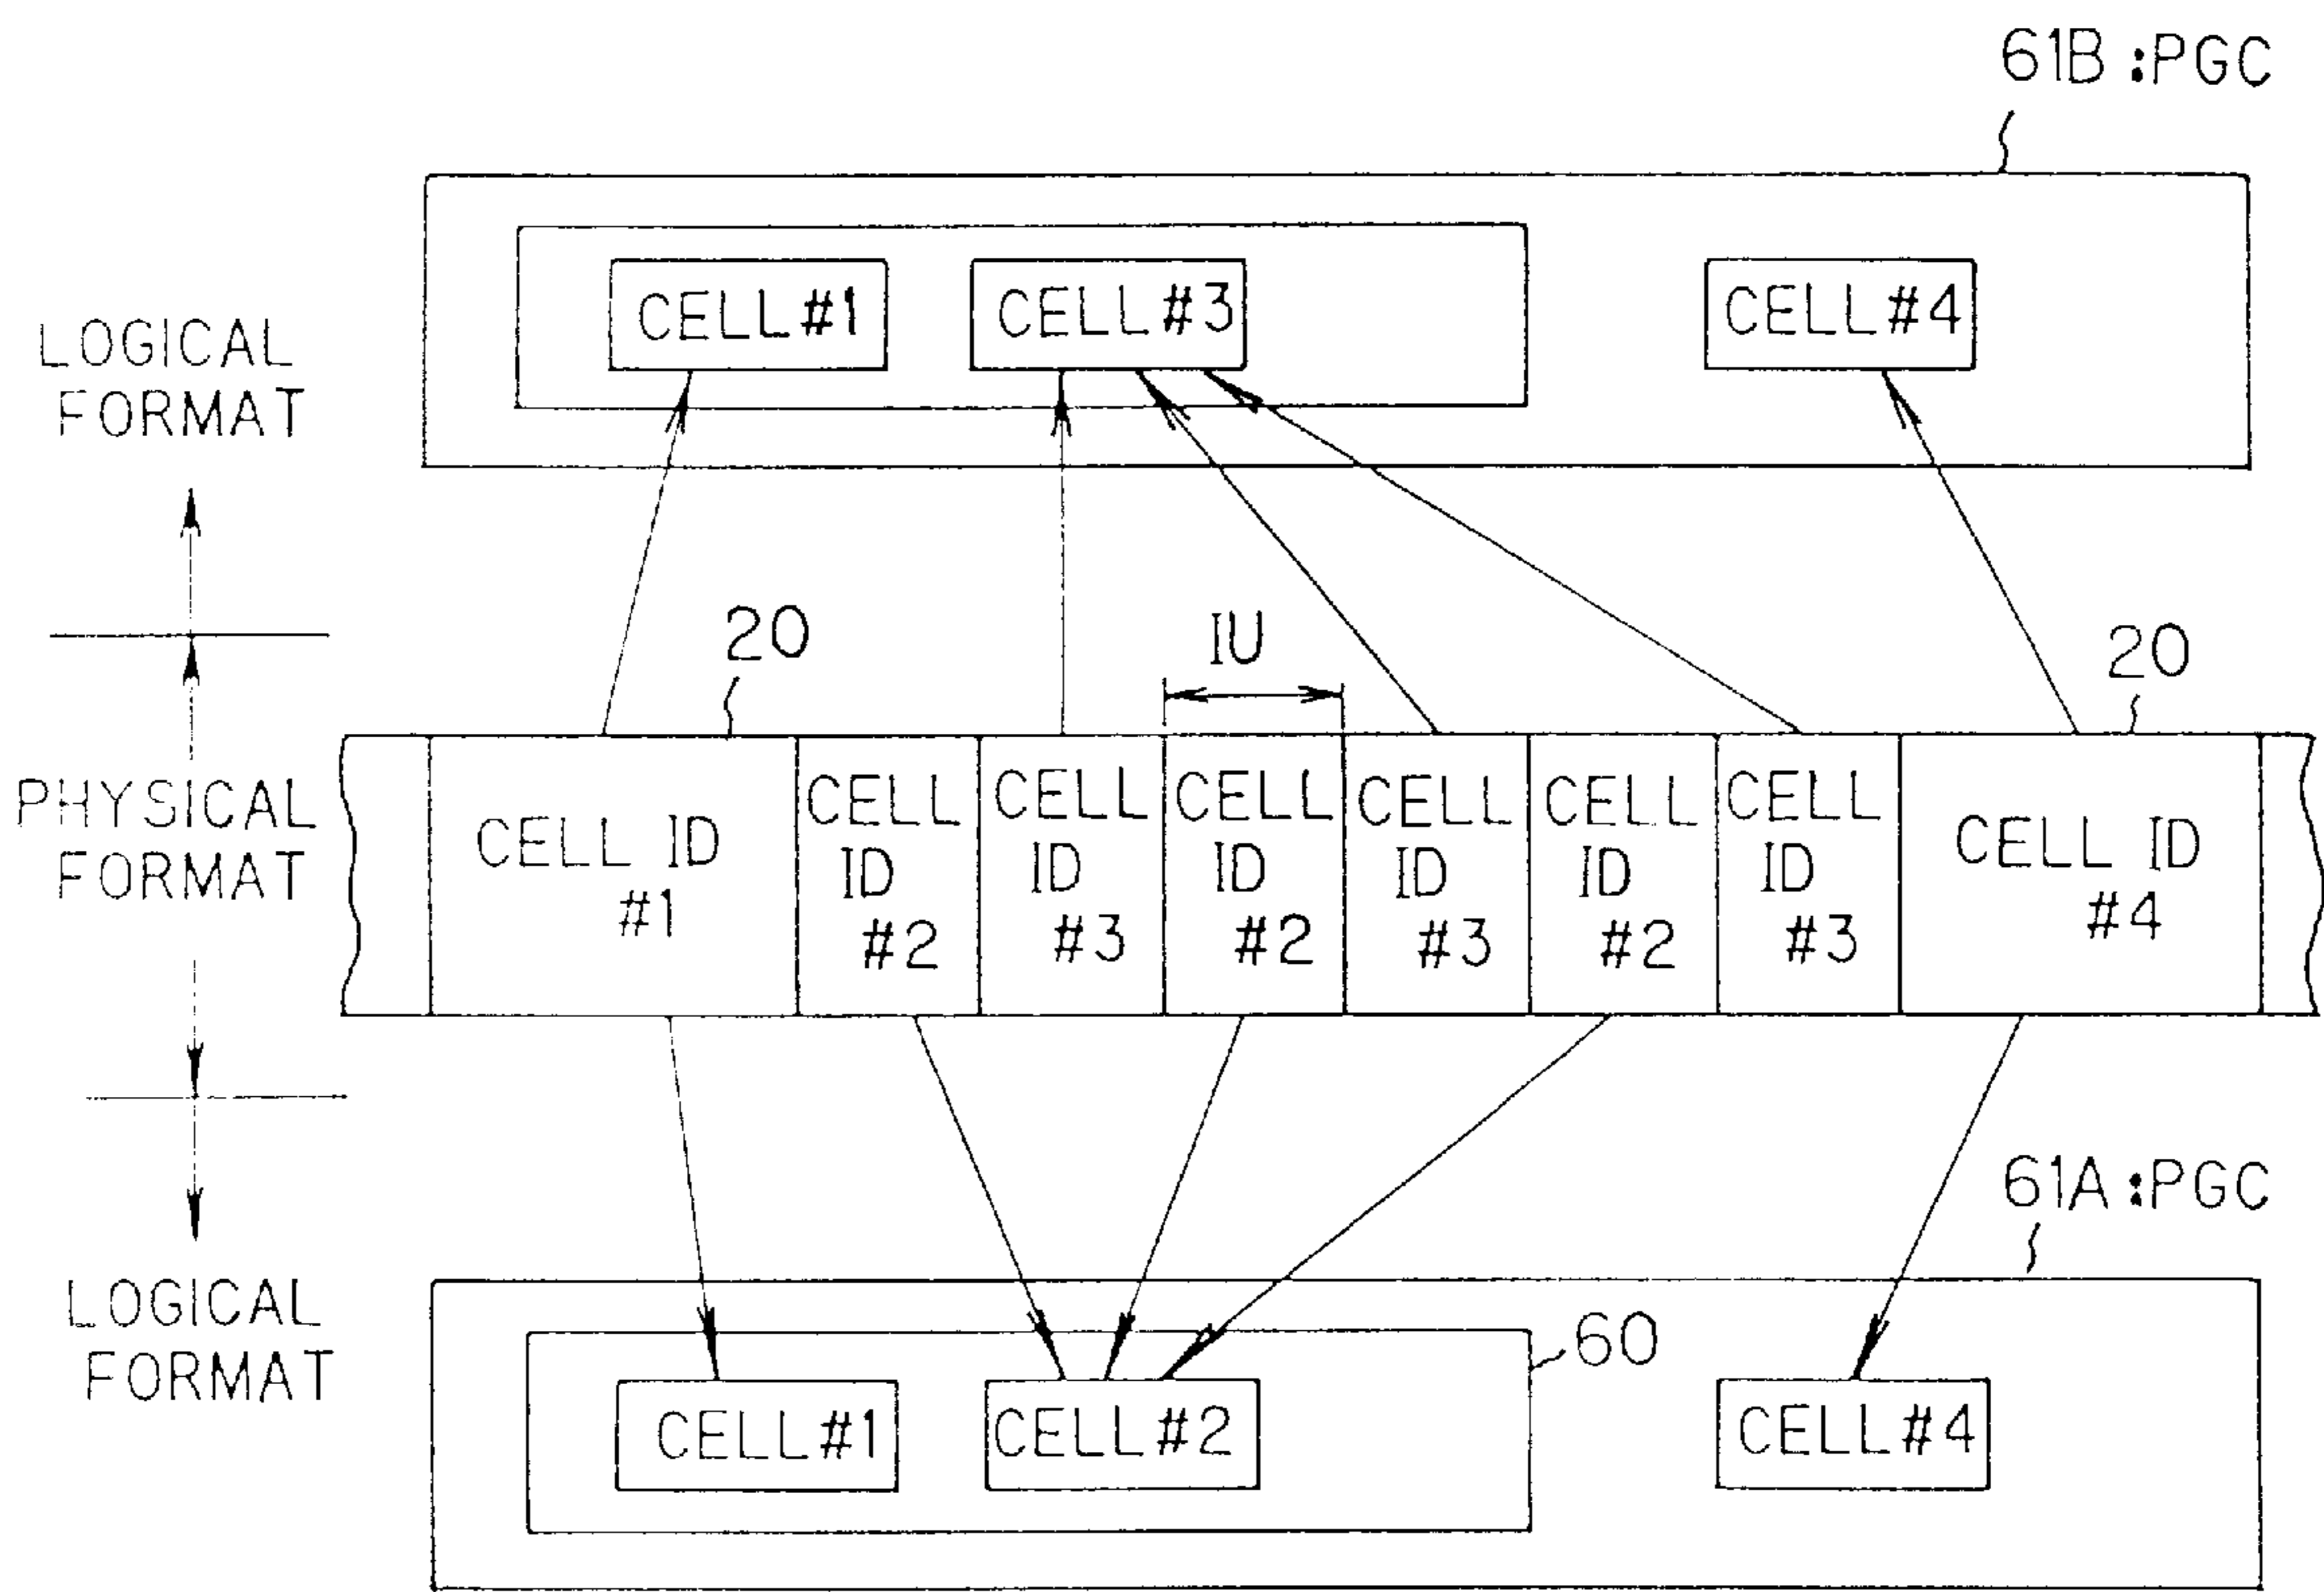 61B :PGC
CELL #1
CELL #3
CELL #4
LOGICAL
FORMAT
20
IU
20
PHYSICAL
FORMAT
CELL ID
#1
CELL
ID
#2
CELL
ID
#3
CELL
ID
#2
CELL
ID
#3
CELL
ID
#2
CELL
ID
#3
CELL ID
#4
61A :PGC
LOGICAL
FORMAT
60
CELL #1
CELL #2
CELL #4